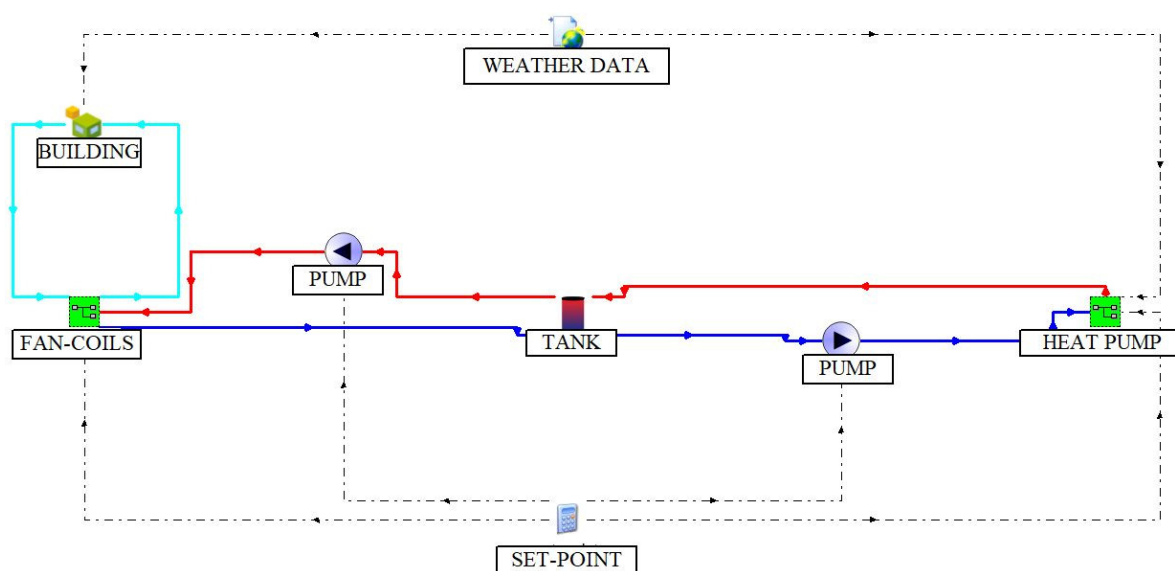 WEATHER DATA
BUILDING
PUMP
FAN-COILS
TANK
HEAT PUMP
PUMP
SET-POINT